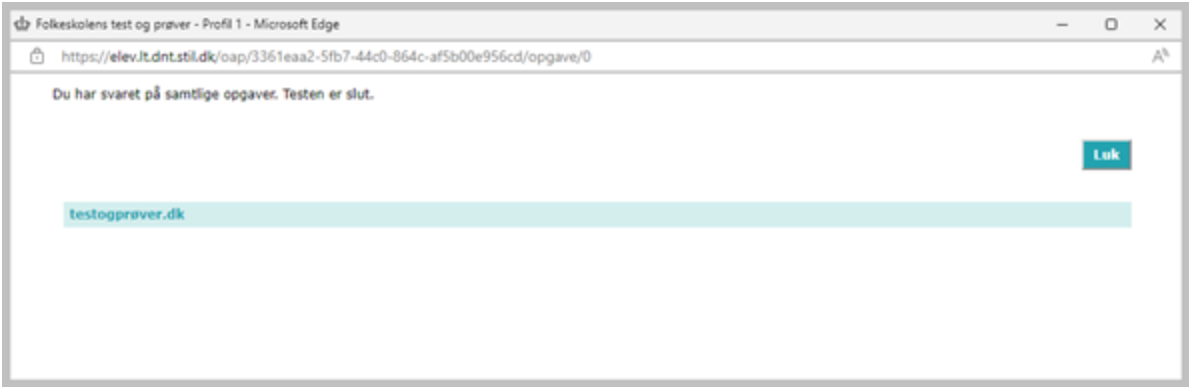 Folkeskolens test og prøver - Profil 1 - Microsoft Edge
https://elev.lt.dnt.stil.dk/oap/3361eaa2-5fb7-44c0-864c-af5b00e956cd/opgave/0
Du har svaret på samtlige opgaver. Testen er slut.
Luk
testogprøver.dk